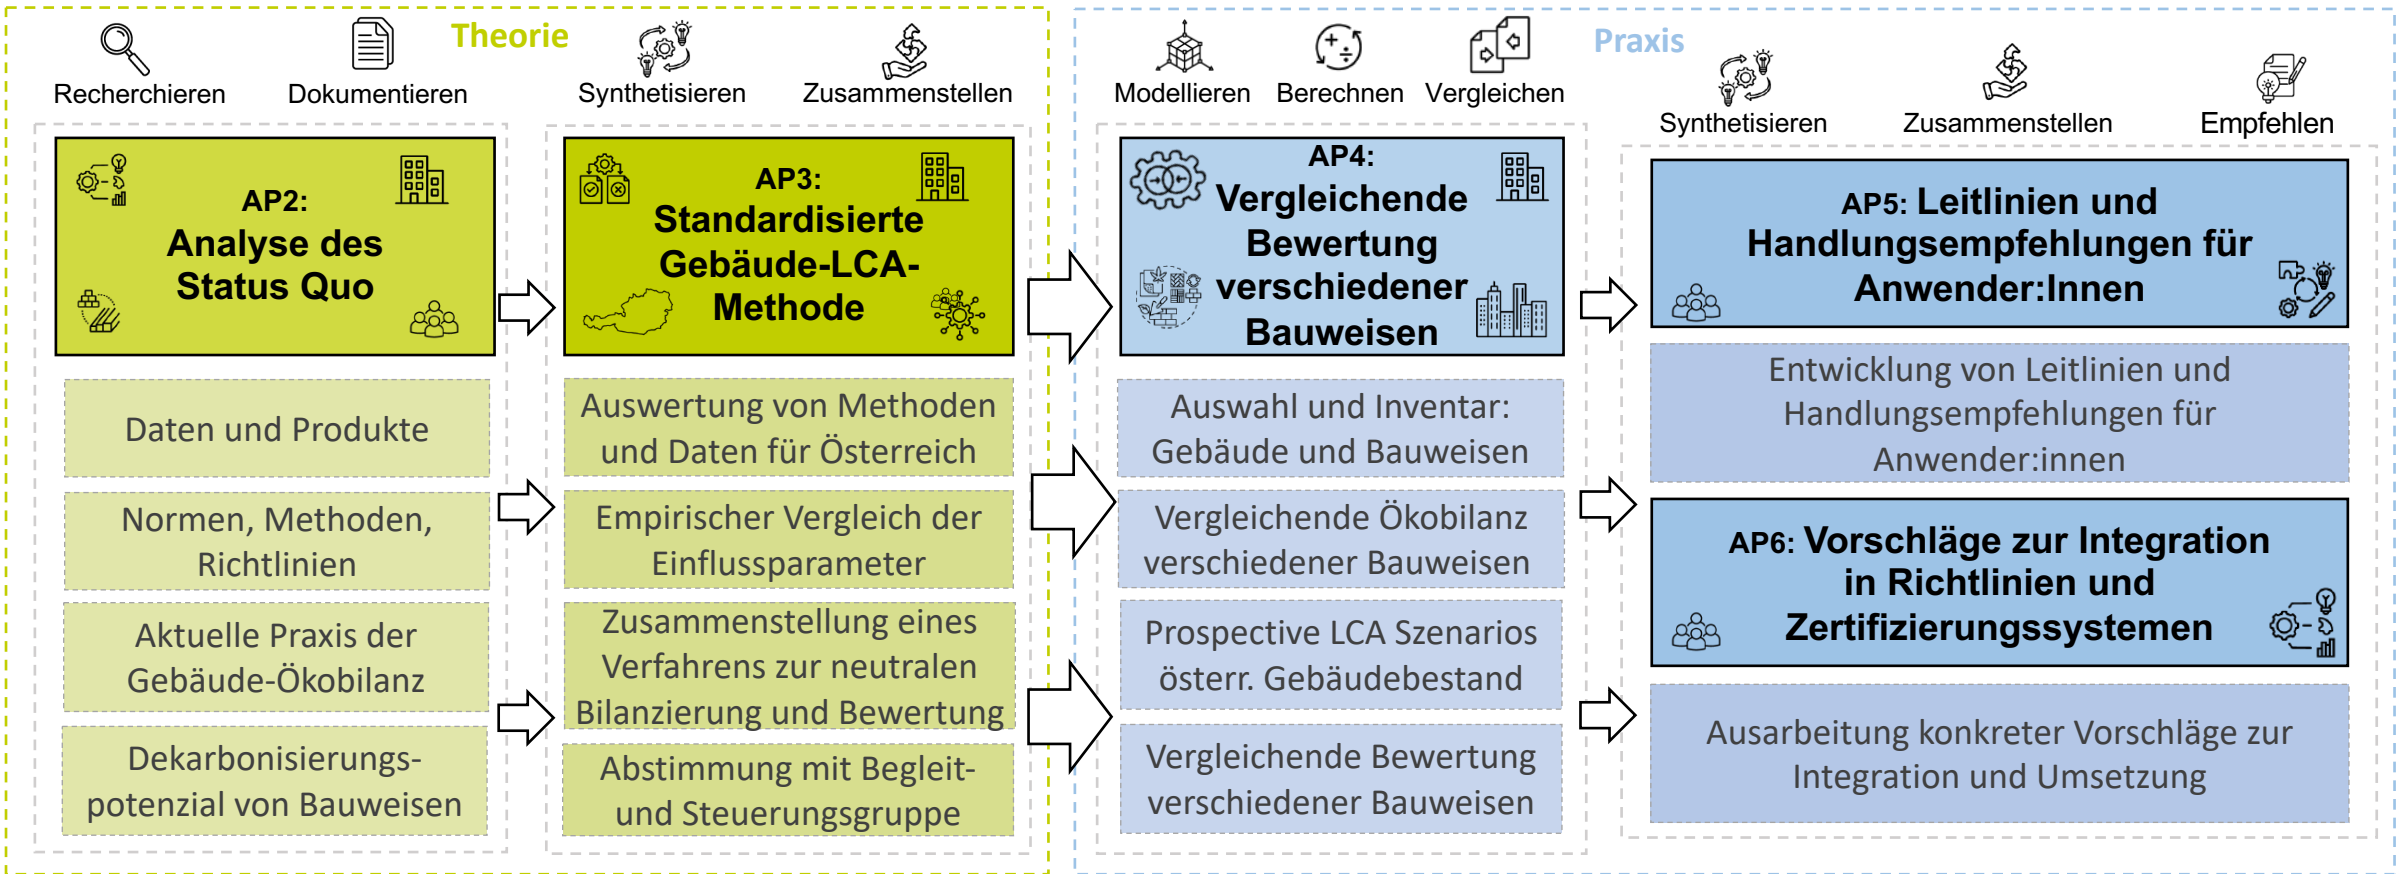 Theorie
Recherchieren
Dokumentieren
Synthetisieren
Zusammenstellen
AP2:
Analyse des
Status Quo
Daten und Produkte
Normen, Methoden,
Richtlinien
Aktuelle Praxis der
Gebäude-Ökobilanz
Dekarbonisierungs-
potenzial von Bauweisen
AP3:
Standardisierte
Gebäude-LCA-
Methode
Auswertung von Methoden
und Daten für Österreich
Empirischer Vergleich der
Einflussparameter
Zusammenstellung eines
Verfahrens zur neutralen
Bilanzierung und Bewertung
Abstimmung mit Begleit-
und Steuerungsgruppe
Praxis
Modellieren
Berechnen
Vergleichen
Synthetisieren
Zusammenstellen
Empfehlen
AP4:
Vergleichende
Bewertung
verschiedener
Bauweisen
Auswahl und Inventar:
Gebäude und Bauweisen
Vergleichende Ökobilanz
verschiedener Bauweisen
Prospective LCA Szenarios
österr. Gebäudebestand
Vergleichende Bewertung
verschiedener Bauweisen
AP5: Leitlinien und
Handlungsempfehlungen für
Anwender:Innen
Entwicklung von Leitlinien und
Handlungsempfehlungen für
Anwender:innen
AP6: Vorschläge zur Integration
in Richtlinien und
Zertifizierungssystemen
Ausarbeitung konkreter Vorschläge zur
Integration und Umsetzung